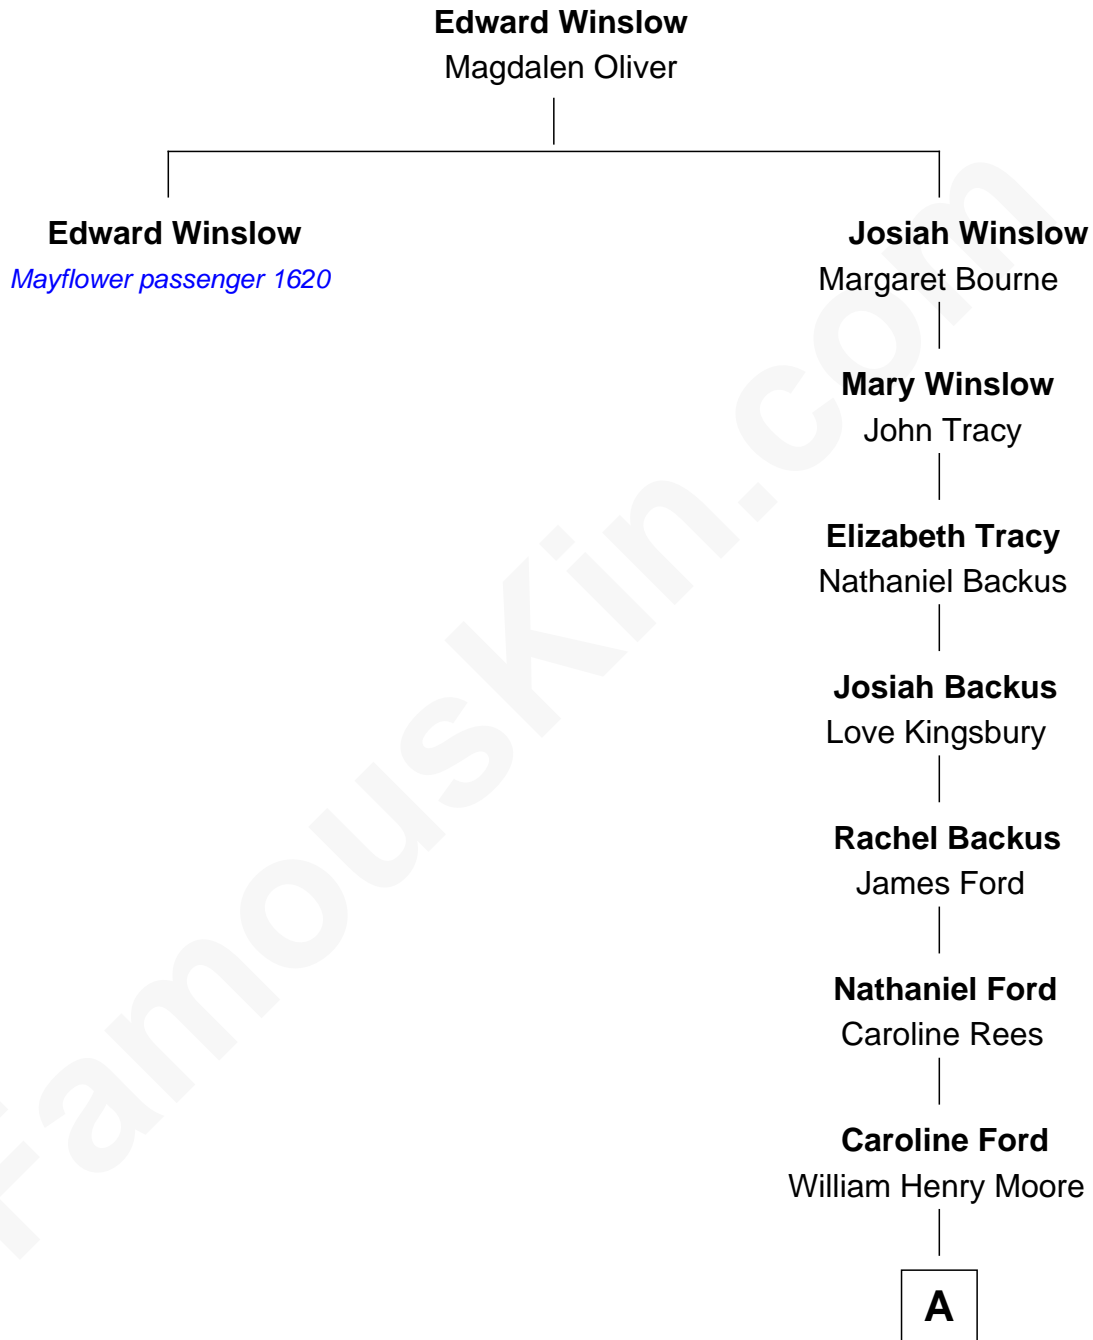 Edward Winslow
Magdalen Oliver
Edward Winslow
Mayflower passenger 1620
Josiah Winslow
Margaret Bourne
Mary Winslow
John Tracy
Elizabeth Tracy
Nathaniel Backus
Josiah Backus
Love Kingsbury
Rachel Backus
James Ford
Nathaniel Ford
Caroline Rees
Caroline Ford
William Henry Moore
A
FamousKin.com